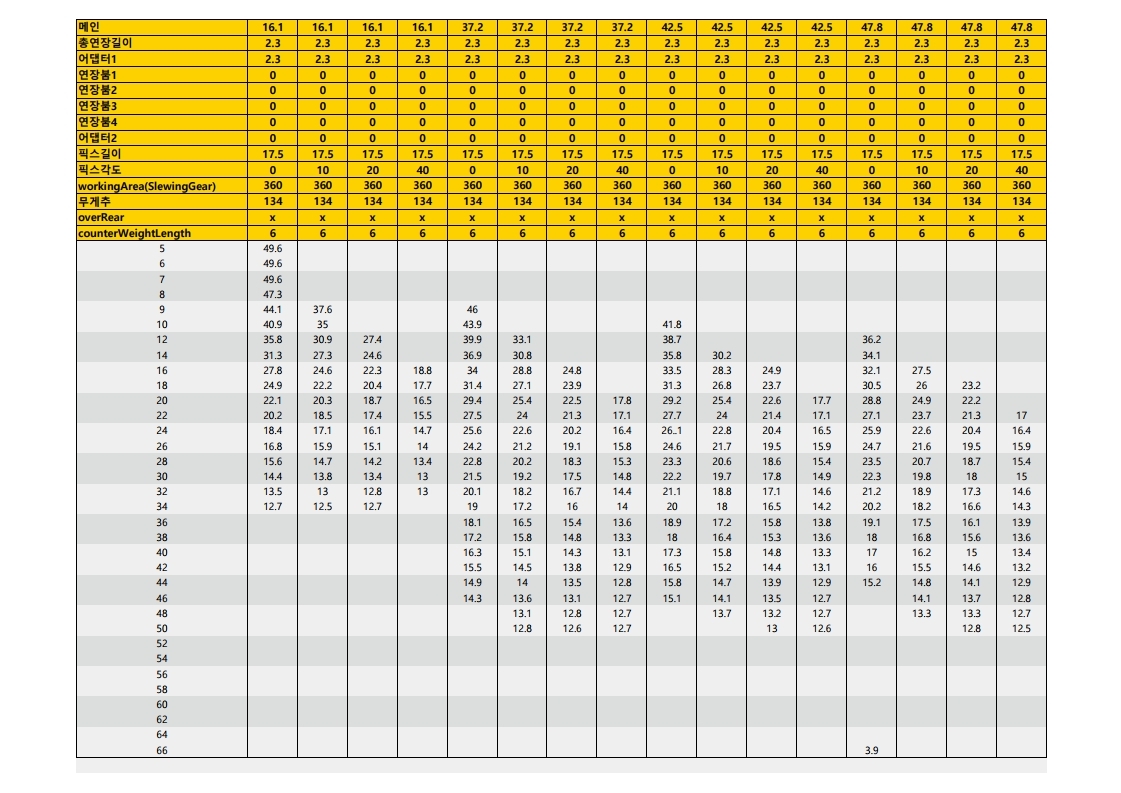 메인 16.1 16.1 16.1 16.1 37.2 37.2 37.2 37.2 42.5 42.5 42.5 42.5 47.8 47.8 47.8 47.8
총연장길이 2.3 2.3 2.3 2.3 2.3 2.3 2.3 2.3 2.3 2.3 2.3 2.3 2.3 2.3 2.3 2.3
어댑터1 2.3 2.3 2.3 2.3 2.3 2.3 2.3 2.3 2.3 2.3 2.3 2.3 2.3 2.3 2.3 2.3
연장붐1 0 0 0 0 0 0 0 0 0 0 0 0 0 0 0 0
연장붐2 0 0 0 0 0 0 0 0 0 0 0 0 0 0 0 0
연장붐3 0 0 0 0 0 0 0 0 0 0 0 0 0 0 0 0
연장붐4 0 0 0 0 0 0 0 0 0 0 0 0 0 0 0 0
어댑터2 0 0 0 0 0 0 0 0 0 0 0 0 0 0 0 0
픽스길이 17.5 17.5 17.5 17.5 17.5 17.5 17.5 17.5 17.5 17.5 17.5 17.5 17.5 17.5 17.5 17.5
픽스각도 0 10 20 40 0 10 20 40 0 10 20 40 0 10 20 40
workingArea(SlewingGear) 360 360 360 360 360 360 360 360 360 360 360 360 360 360 360 360
무게추 134 134 134 134 134 134 134 134 134 134 134 134 134 134 134 134
overRear x x x x x x x x x x x x x x x x
counterWeightLength 6 6 6 6 6 6 6 6 6 6 6 6 6 6 6 6
5 49.6
6 49.6
7 49.6
8 47.3
9 44.1 37.6 46
10 40.9 35 43.9 41.8
12 35.8 30.9 27.4 39.9 33.1 38.7 36.2
14 31.3 27.3 24.6 36.9 30.8 35.8 30.2 34.1
16 27.8 24.6 22.3 18.8 34 28.8 24.8 33.5 28.3 24.9 32.1 27.5
18 24.9 22.2 20.4 17.7 31.4 27.1 23.9 31.3 26.8 23.7 30.5 26 23.2
20 22.1 20.3 18.7 16.5 29.4 25.4 22.5 17.8 29.2 25.4 22.6 17.7 28.8 24.9 22.2
22 20.2 18.5 17.4 15.5 27.5 24 21.3 17.1 27.7 24 21.4 17.1 27.1 23.7 21.3 17
24 18.4 17.1 16.1 14.7 25.6 22.6 20.2 16.4 26..1 22.8 20.4 16.5 25.9 22.6 20.4 16.4
26 16.8 15.9 15.1 14 24.2 21.2 19.1 15.8 24.6 21.7 19.5 15.9 24.7 21.6 19.5 15.9
28 15.6 14.7 14.2 13.4 22.8 20.2 18.3 15.3 23.3 20.6 18.6 15.4 23.5 20.7 18.7 15.4
30 14.4 13.8 13.4 13 21.5 19.2 17.5 14.8 22.2 19.7 17.8 14.9 22.3 19.8 18 15
32 13.5 13 12.8 13 20.1 18.2 16.7 14.4 21.1 18.8 17.1 14.6 21.2 18.9 17.3 14.6
34 12.7 12.5 12.7 19 17.2 16 14 20 18 16.5 14.2 20.2 18.2 16.6 14.3
36 18.1 16.5 15.4 13.6 18.9 17.2 15.8 13.8 19.1 17.5 16.1 13.9
38 17.2 15.8 14.8 13.3 18 16.4 15.3 13.6 18 16.8 15.6 13.6
40 16.3 15.1 14.3 13.1 17.3 15.8 14.8 13.3 17 16.2 15 13.4
42 15.5 14.5 13.8 12.9 16.5 15.2 14.4 13.1 16 15.5 14.6 13.2
44 14.9 14 13.5 12.8 15.8 14.7 13.9 12.9 15.2 14.8 14.1 12.9
46 14.3 13.6 13.1 12.7 15.1 14.1 13.5 12.7 14.1 13.7 12.8
48 13.1 12.8 12.7 13.7 13.2 12.7 13.3 13.3 12.7
50 12.8 12.6 12.7 13 12.6 12.8 12.5
52
54
56
58
60
62
64
66 3.9